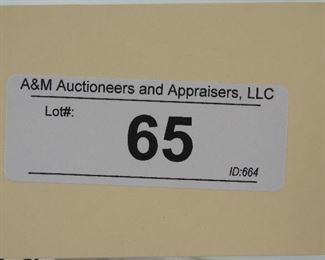 A&M Auctioneers and Appraisers, LLC
Lot#:
65
ID:664